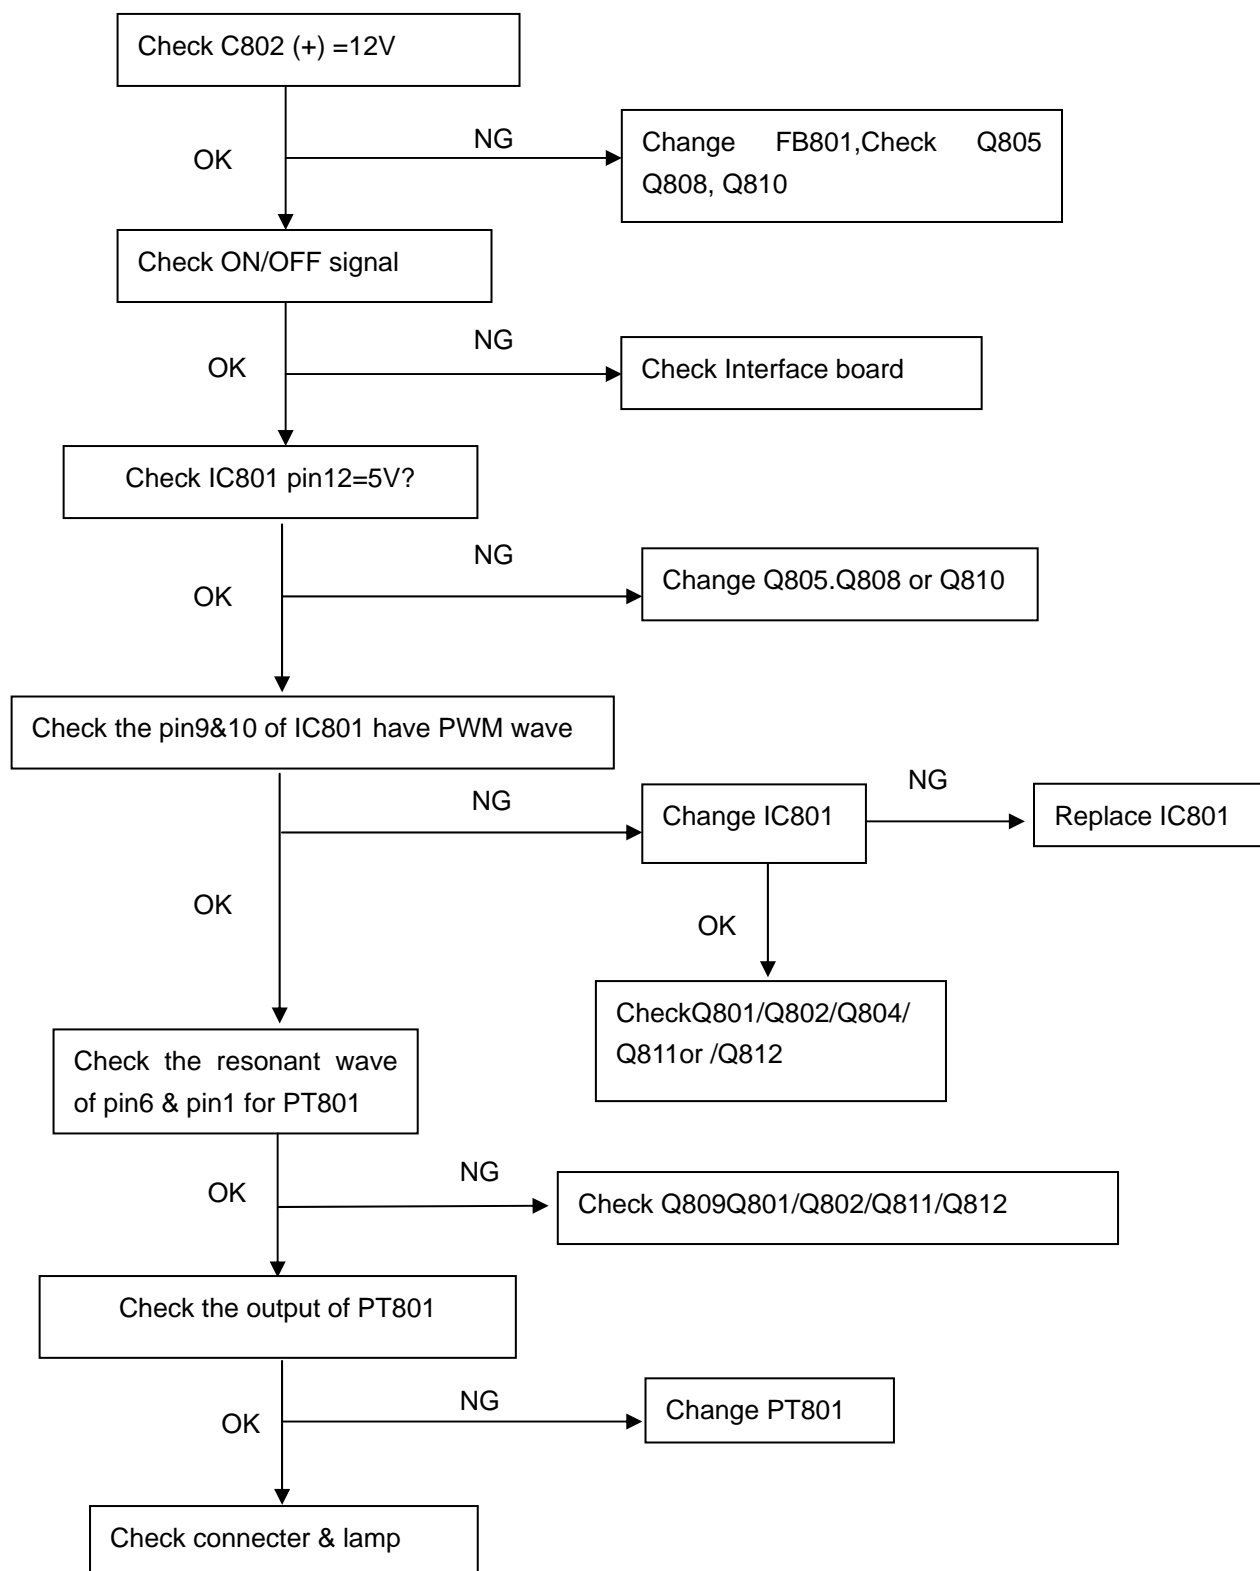 Check C802 (+) =12V
OK
NG
Change FB801,Check Q805
Q808, Q810
Check ON/OFF signal
OK
NG
Check Interface board
Check IC801 pin12=5V?
OK
NG
Change Q805.Q808 or Q810
Check the pin9&10 of IC801 have PWM wave
NG
Change IC801
NG
Replace IC801
OK
OK
CheckQ801/Q802/Q804/
Q811or /Q812
Check the resonant wave
of pin6 & pin1 for PT801
OK
NG
Check Q809Q801/Q802/Q811/Q812
Check the output of PT801
OK
NG
Change PT801
Check connecter & lamp